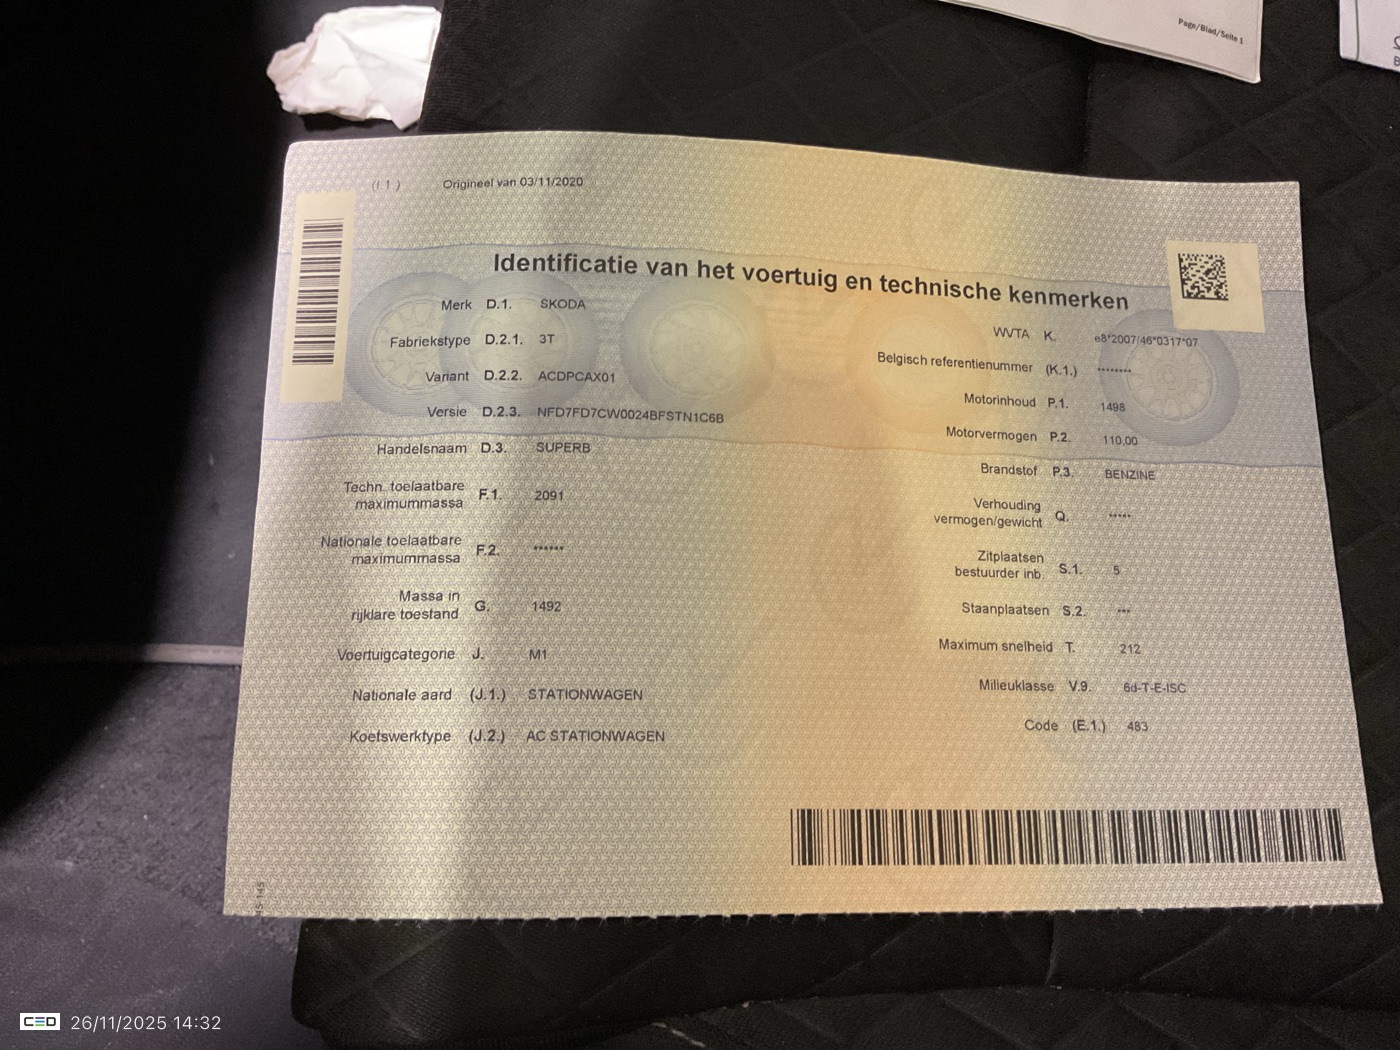 Page/Blad/Seite 1
(I.1) Origineel van 03/11/2020
Identificatie van het voertuig en technische kenmerken
Merk D.1. SKODA
Fabriekstype D.2.1. 3T
Variant D.2.2. ACDPCAX01
Versie D.2.3. NFD7FD7CW0024BFSTN1C6B
Handelsnaam D.3. SUPERB
Techn. toelaatbare
maximummassa F.1. 2091
Nationale toelaatbare
maximummassa F.2. ******
Massa in
rijklare toestand G. 1492
Voertuigcategorie J. M1
Nationale aard (J.1.) STATIONWAGEN
Koetswerktype (J.2.) AC STATIONWAGEN
WVTA K. e8*2007/46*0317*07
Belgisch referentienummer (K.1.) ********
Motorinhoud P.1. 1498
Motorvermogen P.2. 110,00
Brandstof P.3. BENZINE
Verhouding
vermogen/gewicht Q. *****
Zitplaatsen
bestuurder inb. S.1. 5
Staanplaatsen S.2. ***
Maximum snelheid T. 212
Milieuklasse V.9. 6d-T-E-ISC
Code (E.1.) 483
CED 26/11/2025 14:32